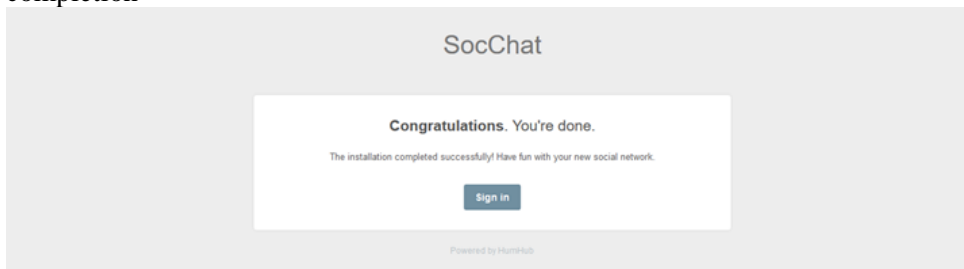 completion
SocChat
Congratulations. You're done.
The installation completed successfully! Have fun with your new social network.
Sign in
Powered by HumHub